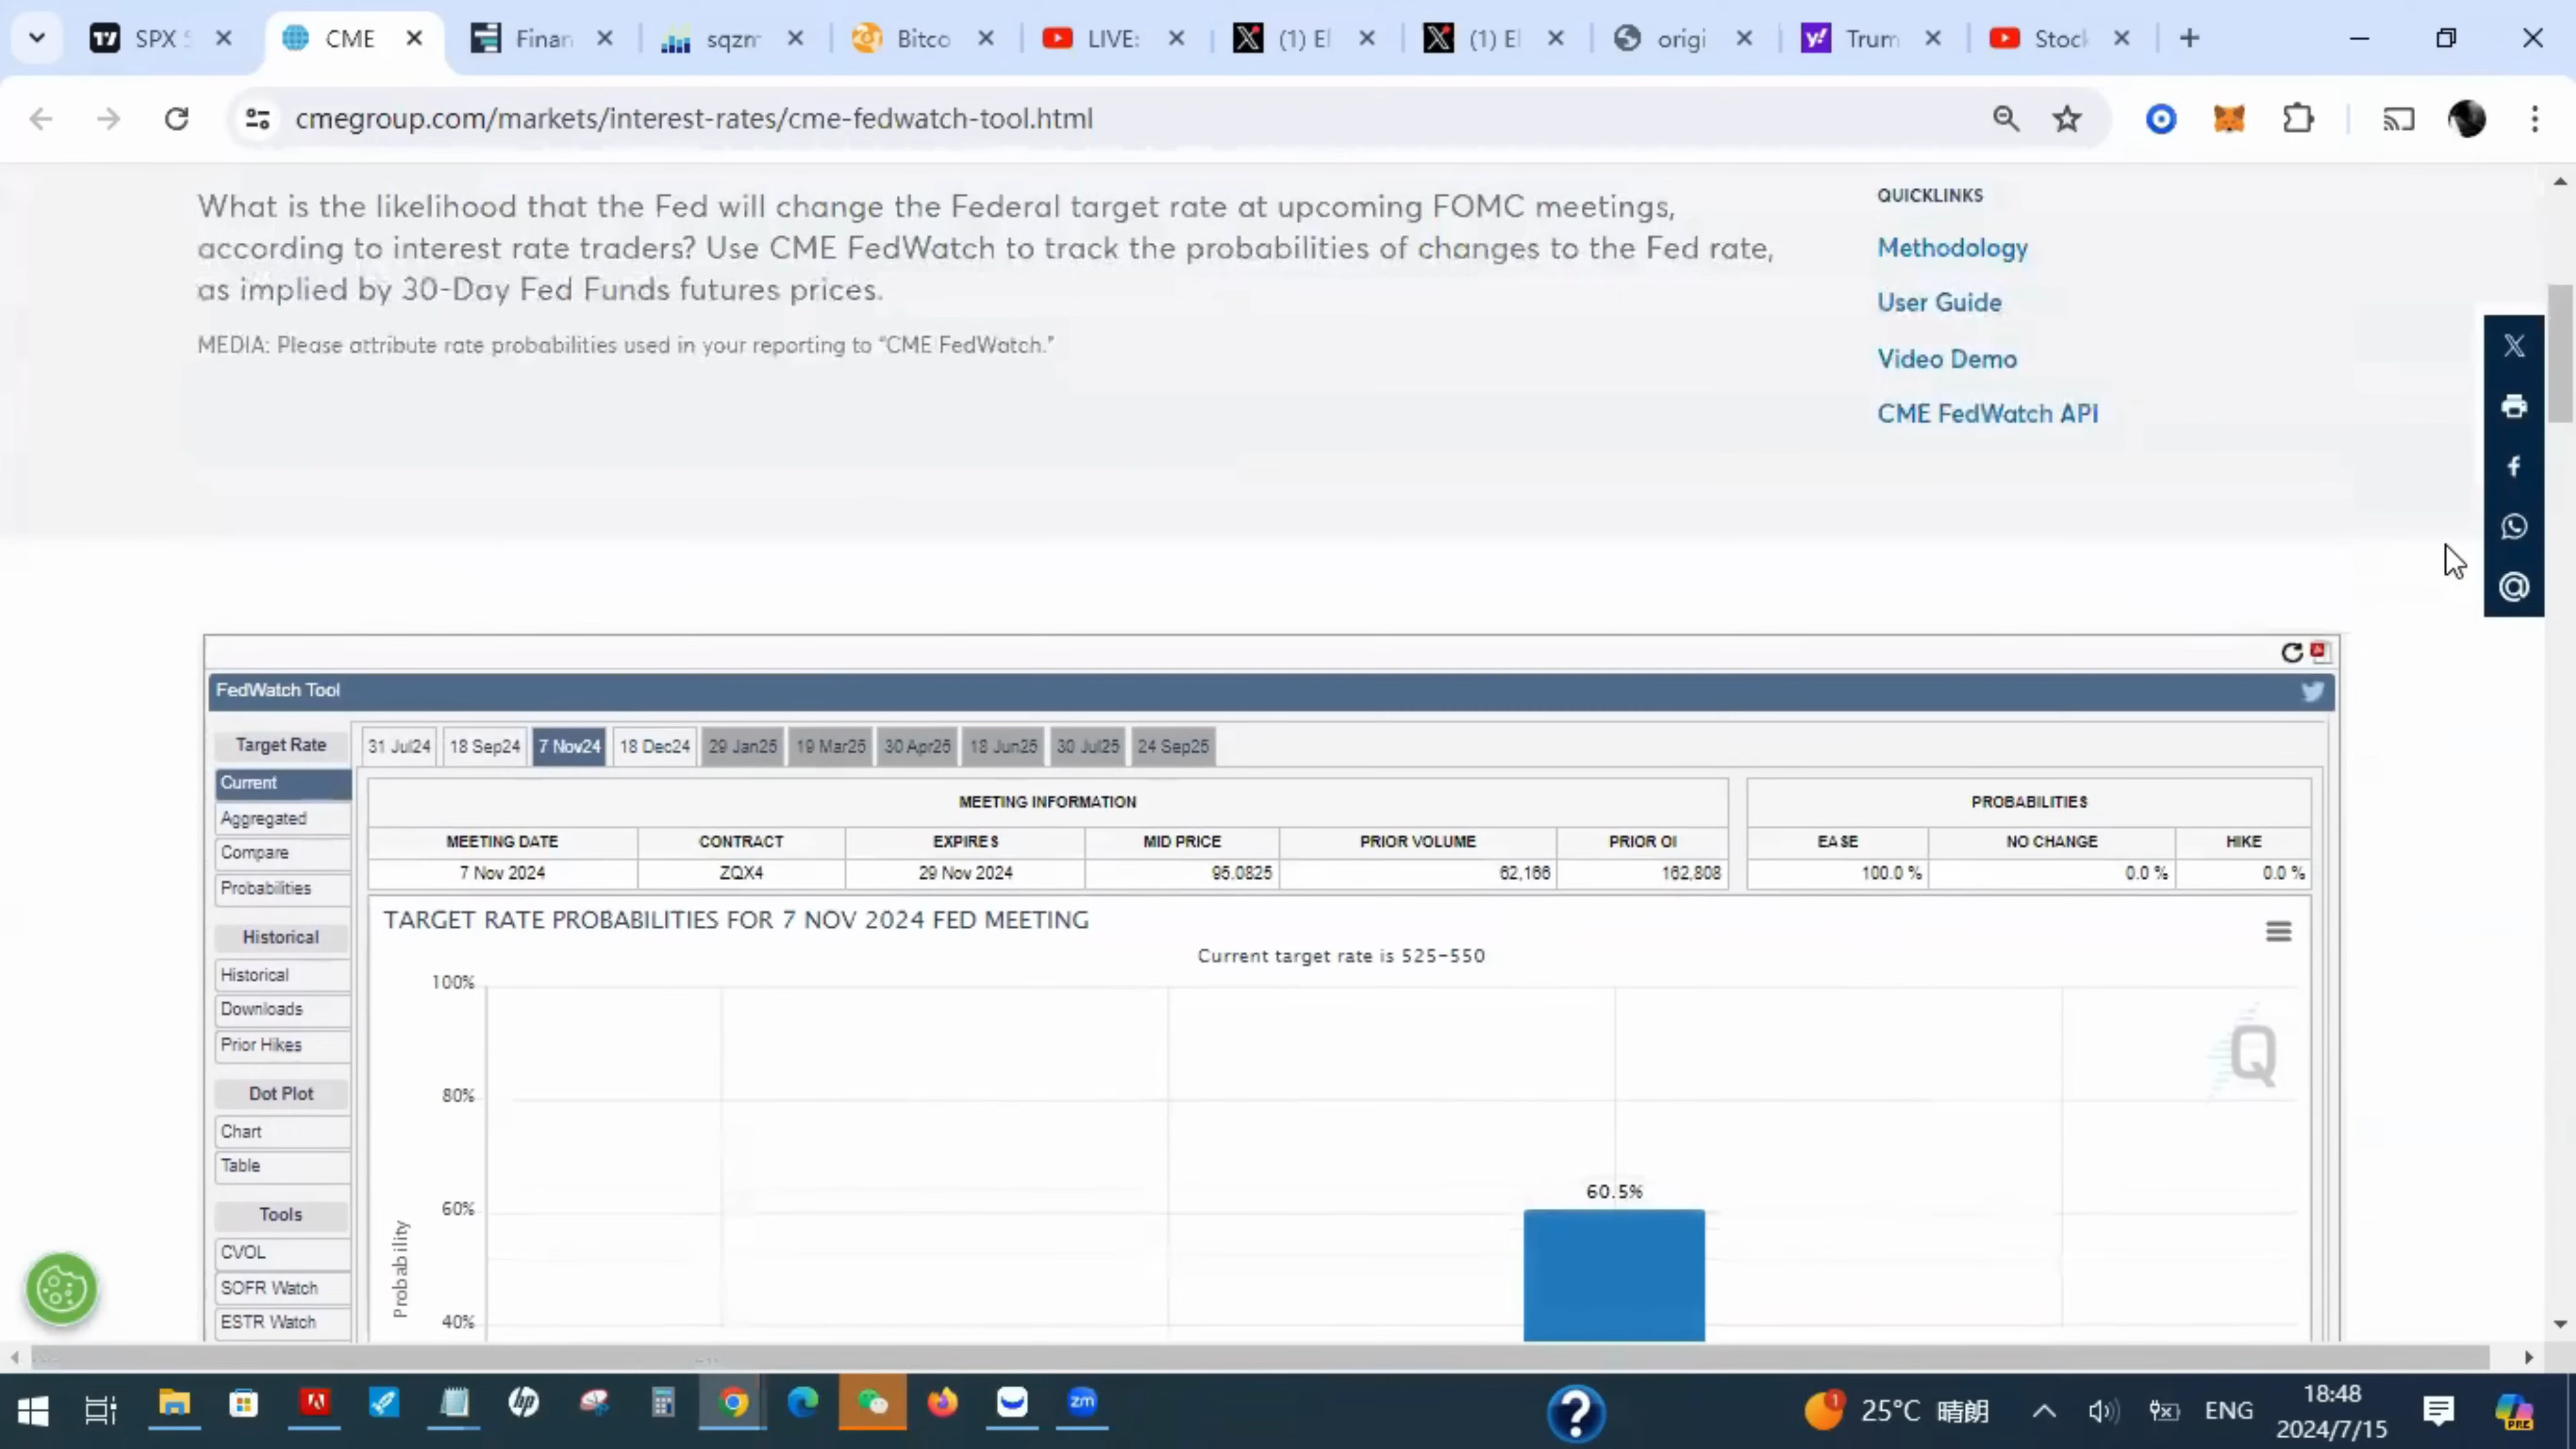 SPX S
CME
Finan
sqzm
Bitco
LIVE:
(1) El
(1) El
origi
Trum
Stock
cmegroup.com/markets/interest-rates/cme-fedwatch-tool.html
What is the likelihood that the Fed will change the Federal target rate at upcoming FOMC meetings,
according to interest rate traders? Use CME FedWatch to track the probabilities of changes to the Fed rate,
as implied by 30-Day Fed Funds futures prices.
MEDIA: Please attribute rate probabilities used in your reporting to "CME FedWatch."
QUICKLINKS
Methodology
User Guide
Video Demo
CME FedWatch API
FedWatch Tool
Target Rate
Current
Aggregated
Compare
Probabilities
Historical
Historical
Downloads
Prior Hikes
Dot Plot
Chart
Table
Tools
CVOL
SOFR Watch
ESTR Watch
31 Jul24 18 Sep24 7 Nov24 18 Dec24 29 Jan25 19 Mar25 30 Apr25 18 Jun25 30 Jul25 24 Sep25
MEETING INFORMATION
MEETING DATE CONTRACT EXPIRES MID PRICE PRIOR VOLUME PRIOR OI
7 Nov 2024 ZQX4 29 Nov 2024 95.0825 62,166 162,808
PROBABILITIES
EASE NO CHANGE HIKE
100.0 % 0.0 % 0.0 %
TARGET RATE PROBABILITIES FOR 7 NOV 2024 FED MEETING
Current target rate is 525-550
100%
80%
60%
40%
Probability
60.5%
Q
25°C 晴朗
ENG
18:48
2024/7/15